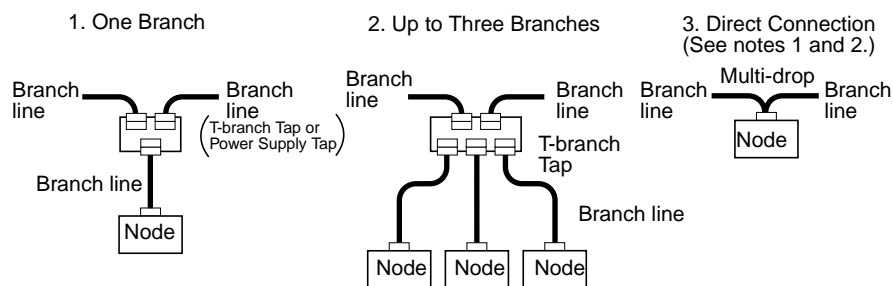 1. One Branch
Branch
line
Branch
line
(T-branch Tap or
Power Supply Tap)
Branch line
Node
2. Up to Three Branches
Branch
line
Branch
line
T-branch
Tap
Branch line
Node
Node
Node
3. Direct Connection
(See notes 1 and 2.)
Multi-drop
Branch
line
Branch
line
Node